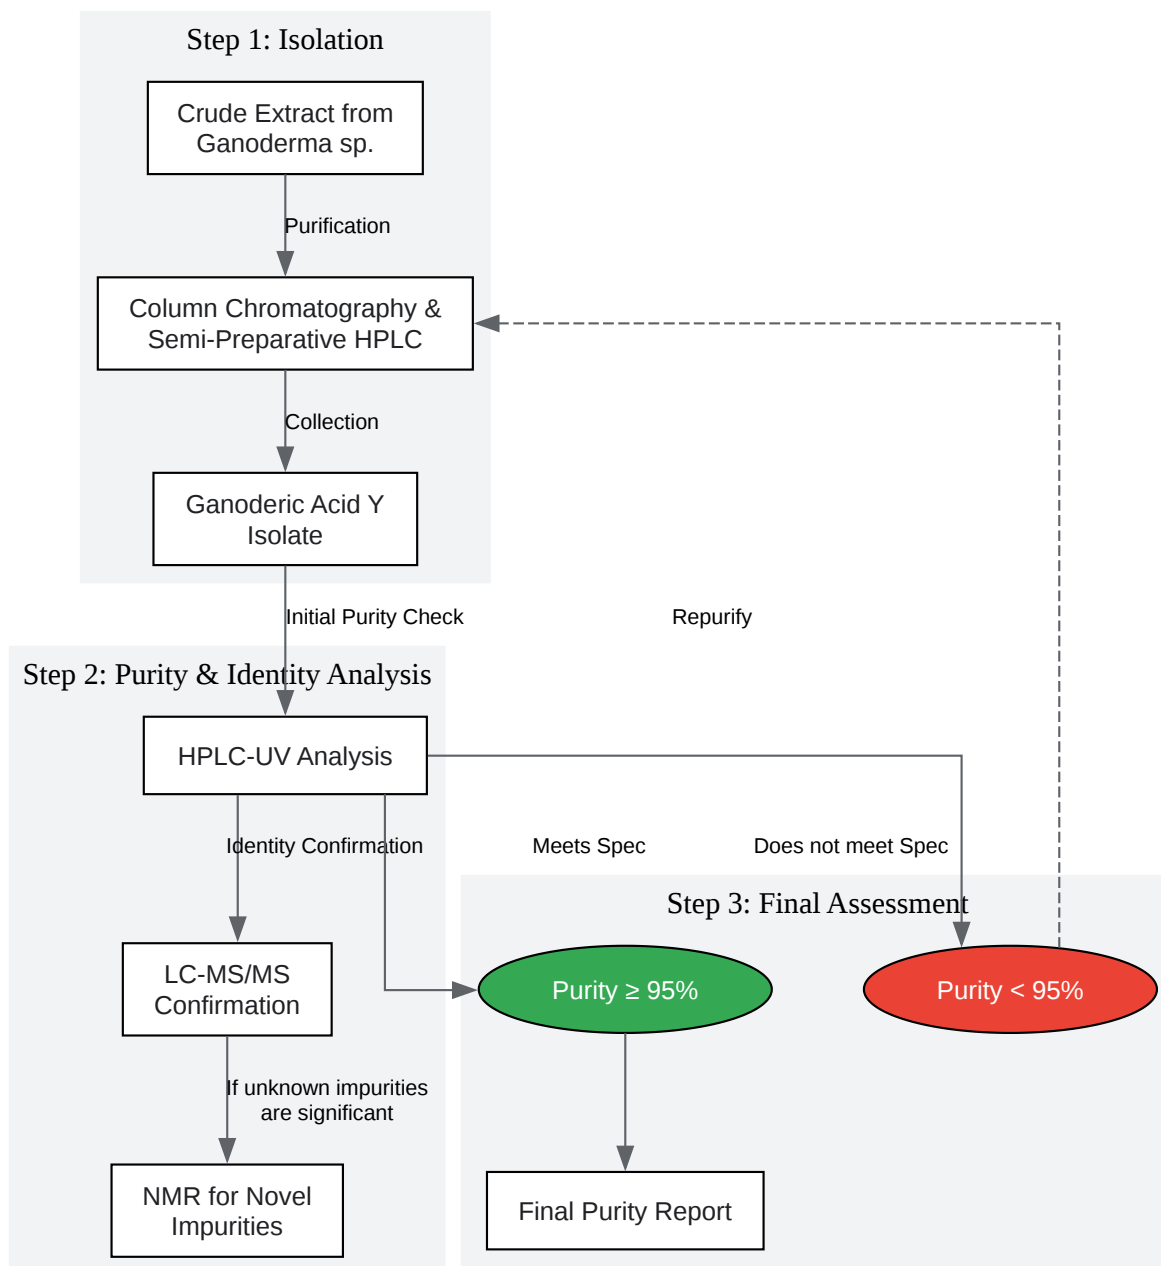 Step 1: Isolation
Crude Extract from
Ganoderma sp.
Purification
Column Chromatography &
Semi-Preparative HPLC
Collection
Ganoderic Acid Y
Isolate
Initial Purity Check
Repurify
Step 2: Purity & Identity Analysis
HPLC-UV Analysis
Identity Confirmation
Meets Spec
Does not meet Spec
Step 3: Final Assessment
LC-MS/MS
Confirmation
Purity ≥ 95%
Purity < 95%
If unknown impurities
are significant
NMR for Novel
Impurities
Final Purity Report